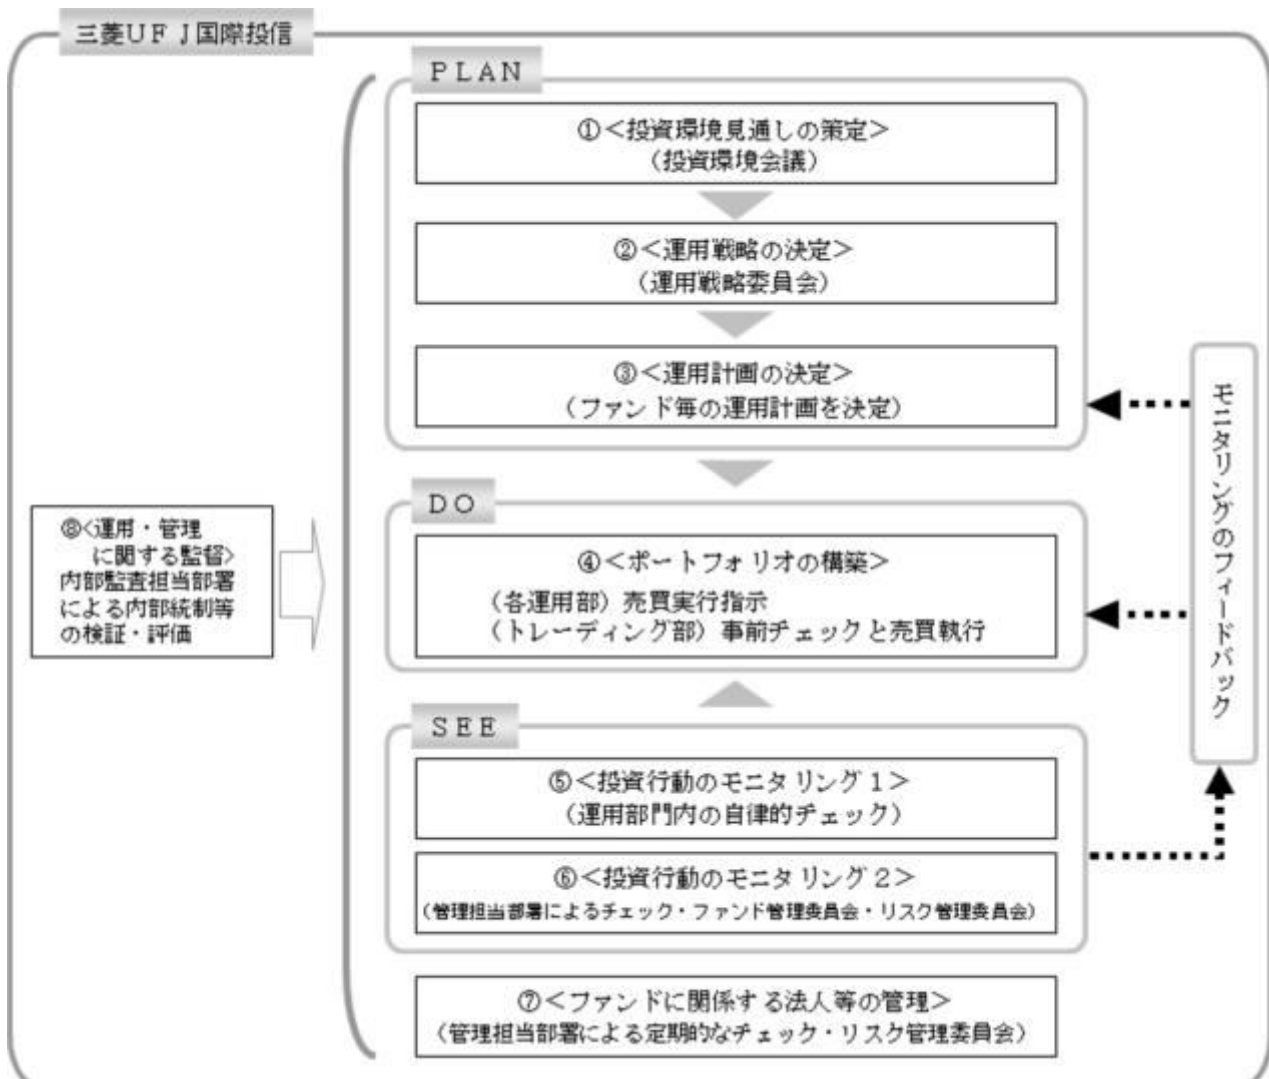 三菱ＵＦＪ国際投信
ＰＬＡＮ
①＜投資環境見通しの策定＞
（投資環境会議）
②＜運用戦略の決定＞
（運用戦略委員会）
③＜運用計画の決定＞
（ファンド毎の運用計画を決定）
ＤＯ
④＜ポートフォリオの構築＞
（各運用部）売買実行指示
（トレーディング部）事前チェックと売買執行
ＳＥＥ
⑤＜投資行動のモニタリング１＞
（運用部門内の自律的チェック）
⑥＜投資行動のモニタリング２＞
（管理担当部署によるチェック・ファンド管理委員会・リスク管理委員会）
⑦＜ファンドに関係する法人等の管理＞
（管理担当部署による定期的なチェック・リスク管理委員会）
⑧＜運用・管理
に関する監督＞
内部監査担当部署
による内部統制等
の検証・評価
モニタリングのフィードバック